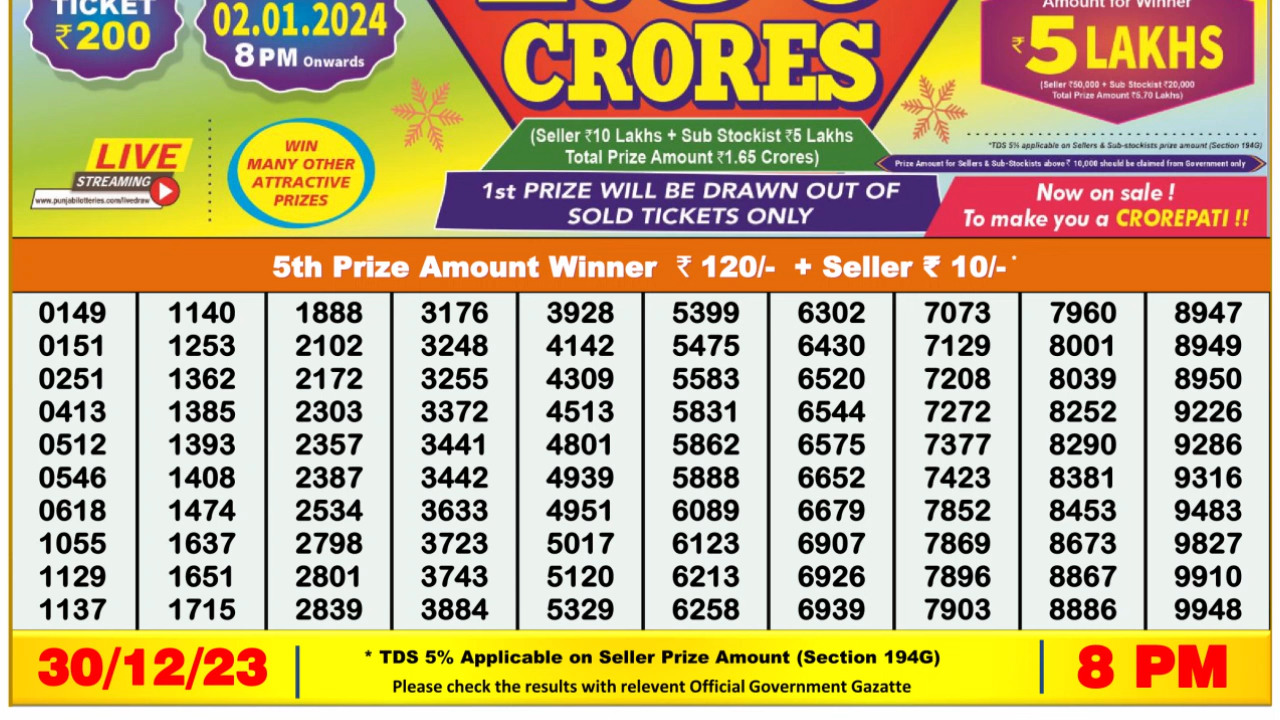 TICKET
₹200
02.01.2024
8 PM Onwards
CRORES
(Seller ₹10 Lakhs + Sub Stockist ₹5 Lakhs
Total Prize Amount ₹1.65 Crores)
Amount for Winner
₹5 LAKHS
(Seller ₹50,000 + Sub Stockist ₹20,000
Total Prize Amount ₹5.70 Lakhs)
*TDS 5% applicable on Sellers & Sub-stockists prize amount (Section 194G)
Prize Amount for Sellers & Sub-Stockists above ₹ 10,000 should be claimed from Government only
LIVE
STREAMING
www.punjablotteries.com/livedraw
WIN
MANY OTHER
ATTRACTIVE
PRIZES
1st PRIZE WILL BE DRAWN OUT OF
SOLD TICKETS ONLY
Now on sale !
To make you a CROREPATI !!
5th Prize Amount Winner ₹ 120/- + Seller ₹ 10/- *
0149 1140 1888 3176 3928 5399 6302 7073 7960 8947
0151 1253 2102 3248 4142 5475 6430 7129 8001 8949
0251 1362 2172 3255 4309 5583 6520 7208 8039 8950
0413 1385 2303 3372 4513 5831 6544 7272 8252 9226
0512 1393 2357 3441 4801 5862 6575 7377 8290 9286
0546 1408 2387 3442 4939 5888 6652 7423 8381 9316
0618 1474 2534 3633 4951 6089 6679 7852 8453 9483
1055 1637 2798 3723 5017 6123 6907 7869 8673 9827
1129 1651 2801 3743 5120 6213 6926 7896 8867 9910
1137 1715 2839 3884 5329 6258 6939 7903 8886 9948
30/12/23
* TDS 5% Applicable on Seller Prize Amount (Section 194G)
Please check the results with relevent Official Government Gazatte
8 PM